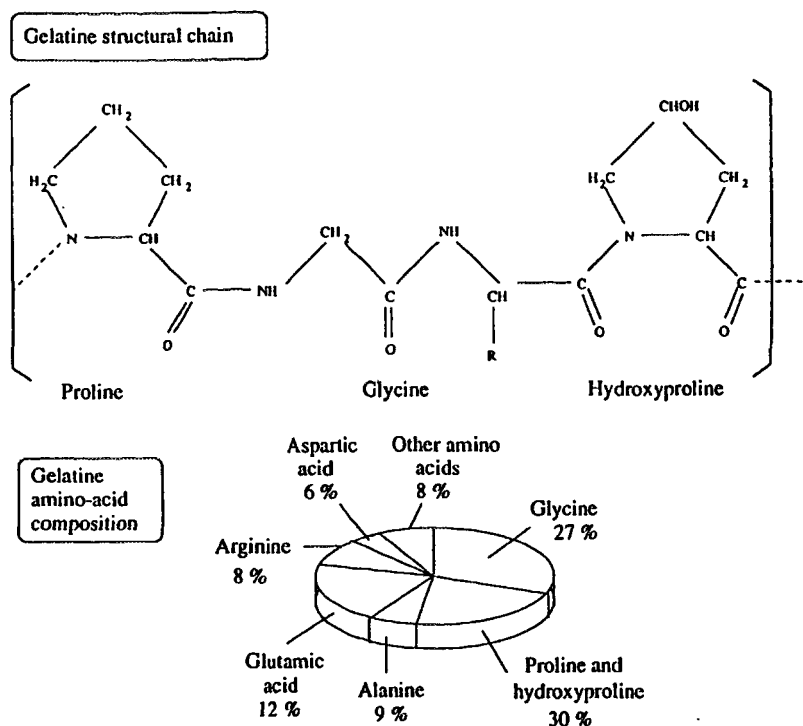 Gelatine structural chain
CH2 CHOH
H2C CH2 H2C CH2
N CH CH2 NH N CH
C NH C CH C C
O O R O O
Proline Glycine Hydroxyproline
Gelatine
amino-acid
composition
Aspartic
acid
6 %
Other amino
acids
8 %
Glycine
27 %
Arginine
8 %
Glutamic
acid
12 %
Alanine
9 %
Proline and
hydroxyproline
30 %